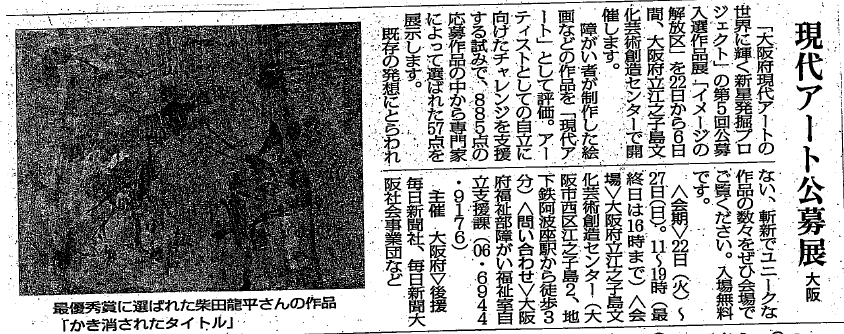 現代アート公募展 大阪
「大阪府現代アートの
世界に輝く新星発掘プロ
ジェクト」の第5回公募
入選作品展「イメージの
解放区」を22日から6日
間、大阪府立江之子島文
化芸術創造センターで開
催します。
障がい者が制作した絵
画などの作品を「現代ア
ート」として評価。アー
ティストとしての自立に
向けたチャレンジを支援
する試みで、885点の
応募作品の中から専門家
によって選ばれた57点を
展示します。
既存の発想にとらわれ
ない、斬新でユニークな
作品の数々をぜひ会場で
ご覧ください。入場無料
です。
〈会期〉22日(火)〜
27日(日)。11〜19時(最
終日は16時まで)〈会
場〉大阪府立江之子島文
化芸術創造センター(大
阪市西区江之子島2、地
下鉄阿波座駅から徒歩3
分)〈問い合わせ〉大阪
府福祉部障がい福祉室自
立支援課(06・6944
・9176)
主催 大阪府▽後援
毎日新聞社、毎日新聞大
阪社会事業団など
最優秀賞に選ばれた柴田龍平さんの作品
「かき消されたタイトル」